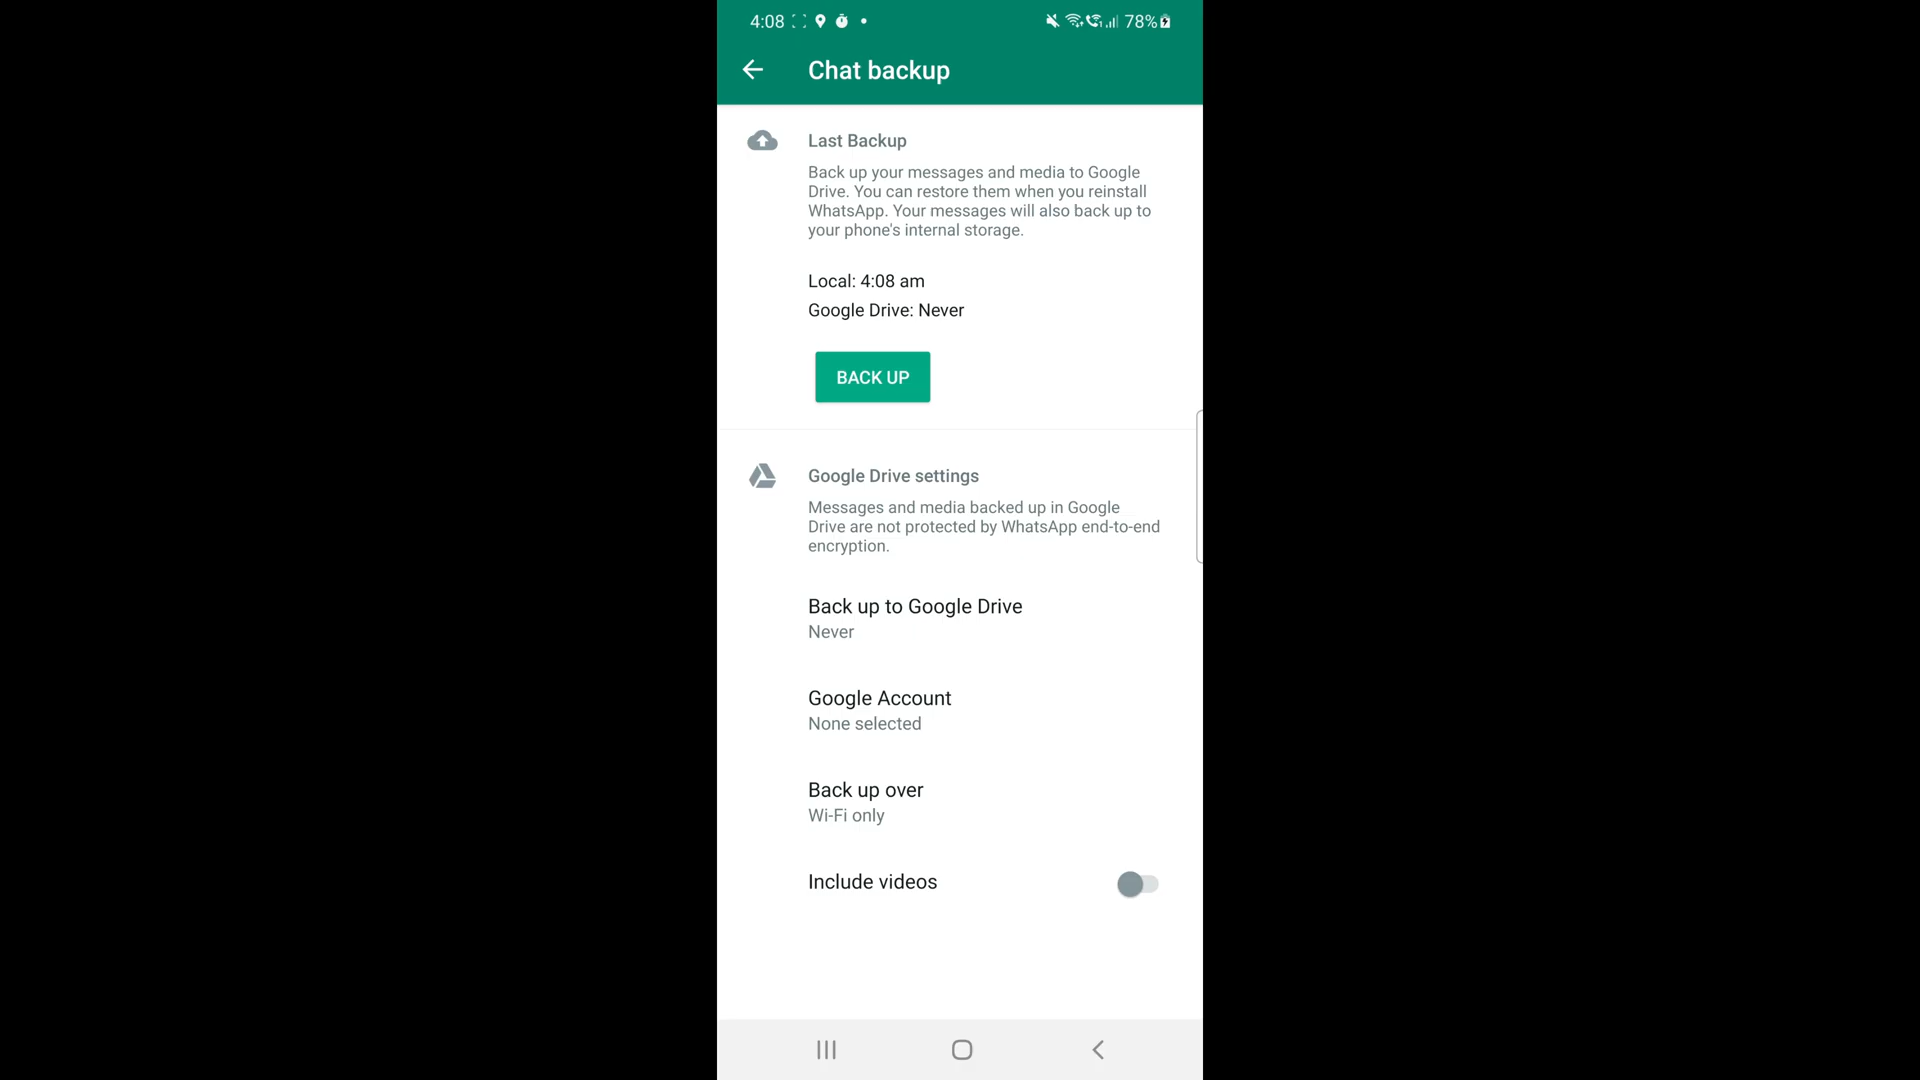 4:08 78%
Chat backup
Last Backup
Back up your messages and media to Google
Drive. You can restore them when you reinstall
WhatsApp. Your messages will also back up to
your phone's internal storage.
Local: 4:08 am
Google Drive: Never
BACK UP
Google Drive settings
Messages and media backed up in Google
Drive are not protected by WhatsApp end-to-end
encryption.
Back up to Google Drive
Never
Google Account
None selected
Back up over
Wi-Fi only
Include videos